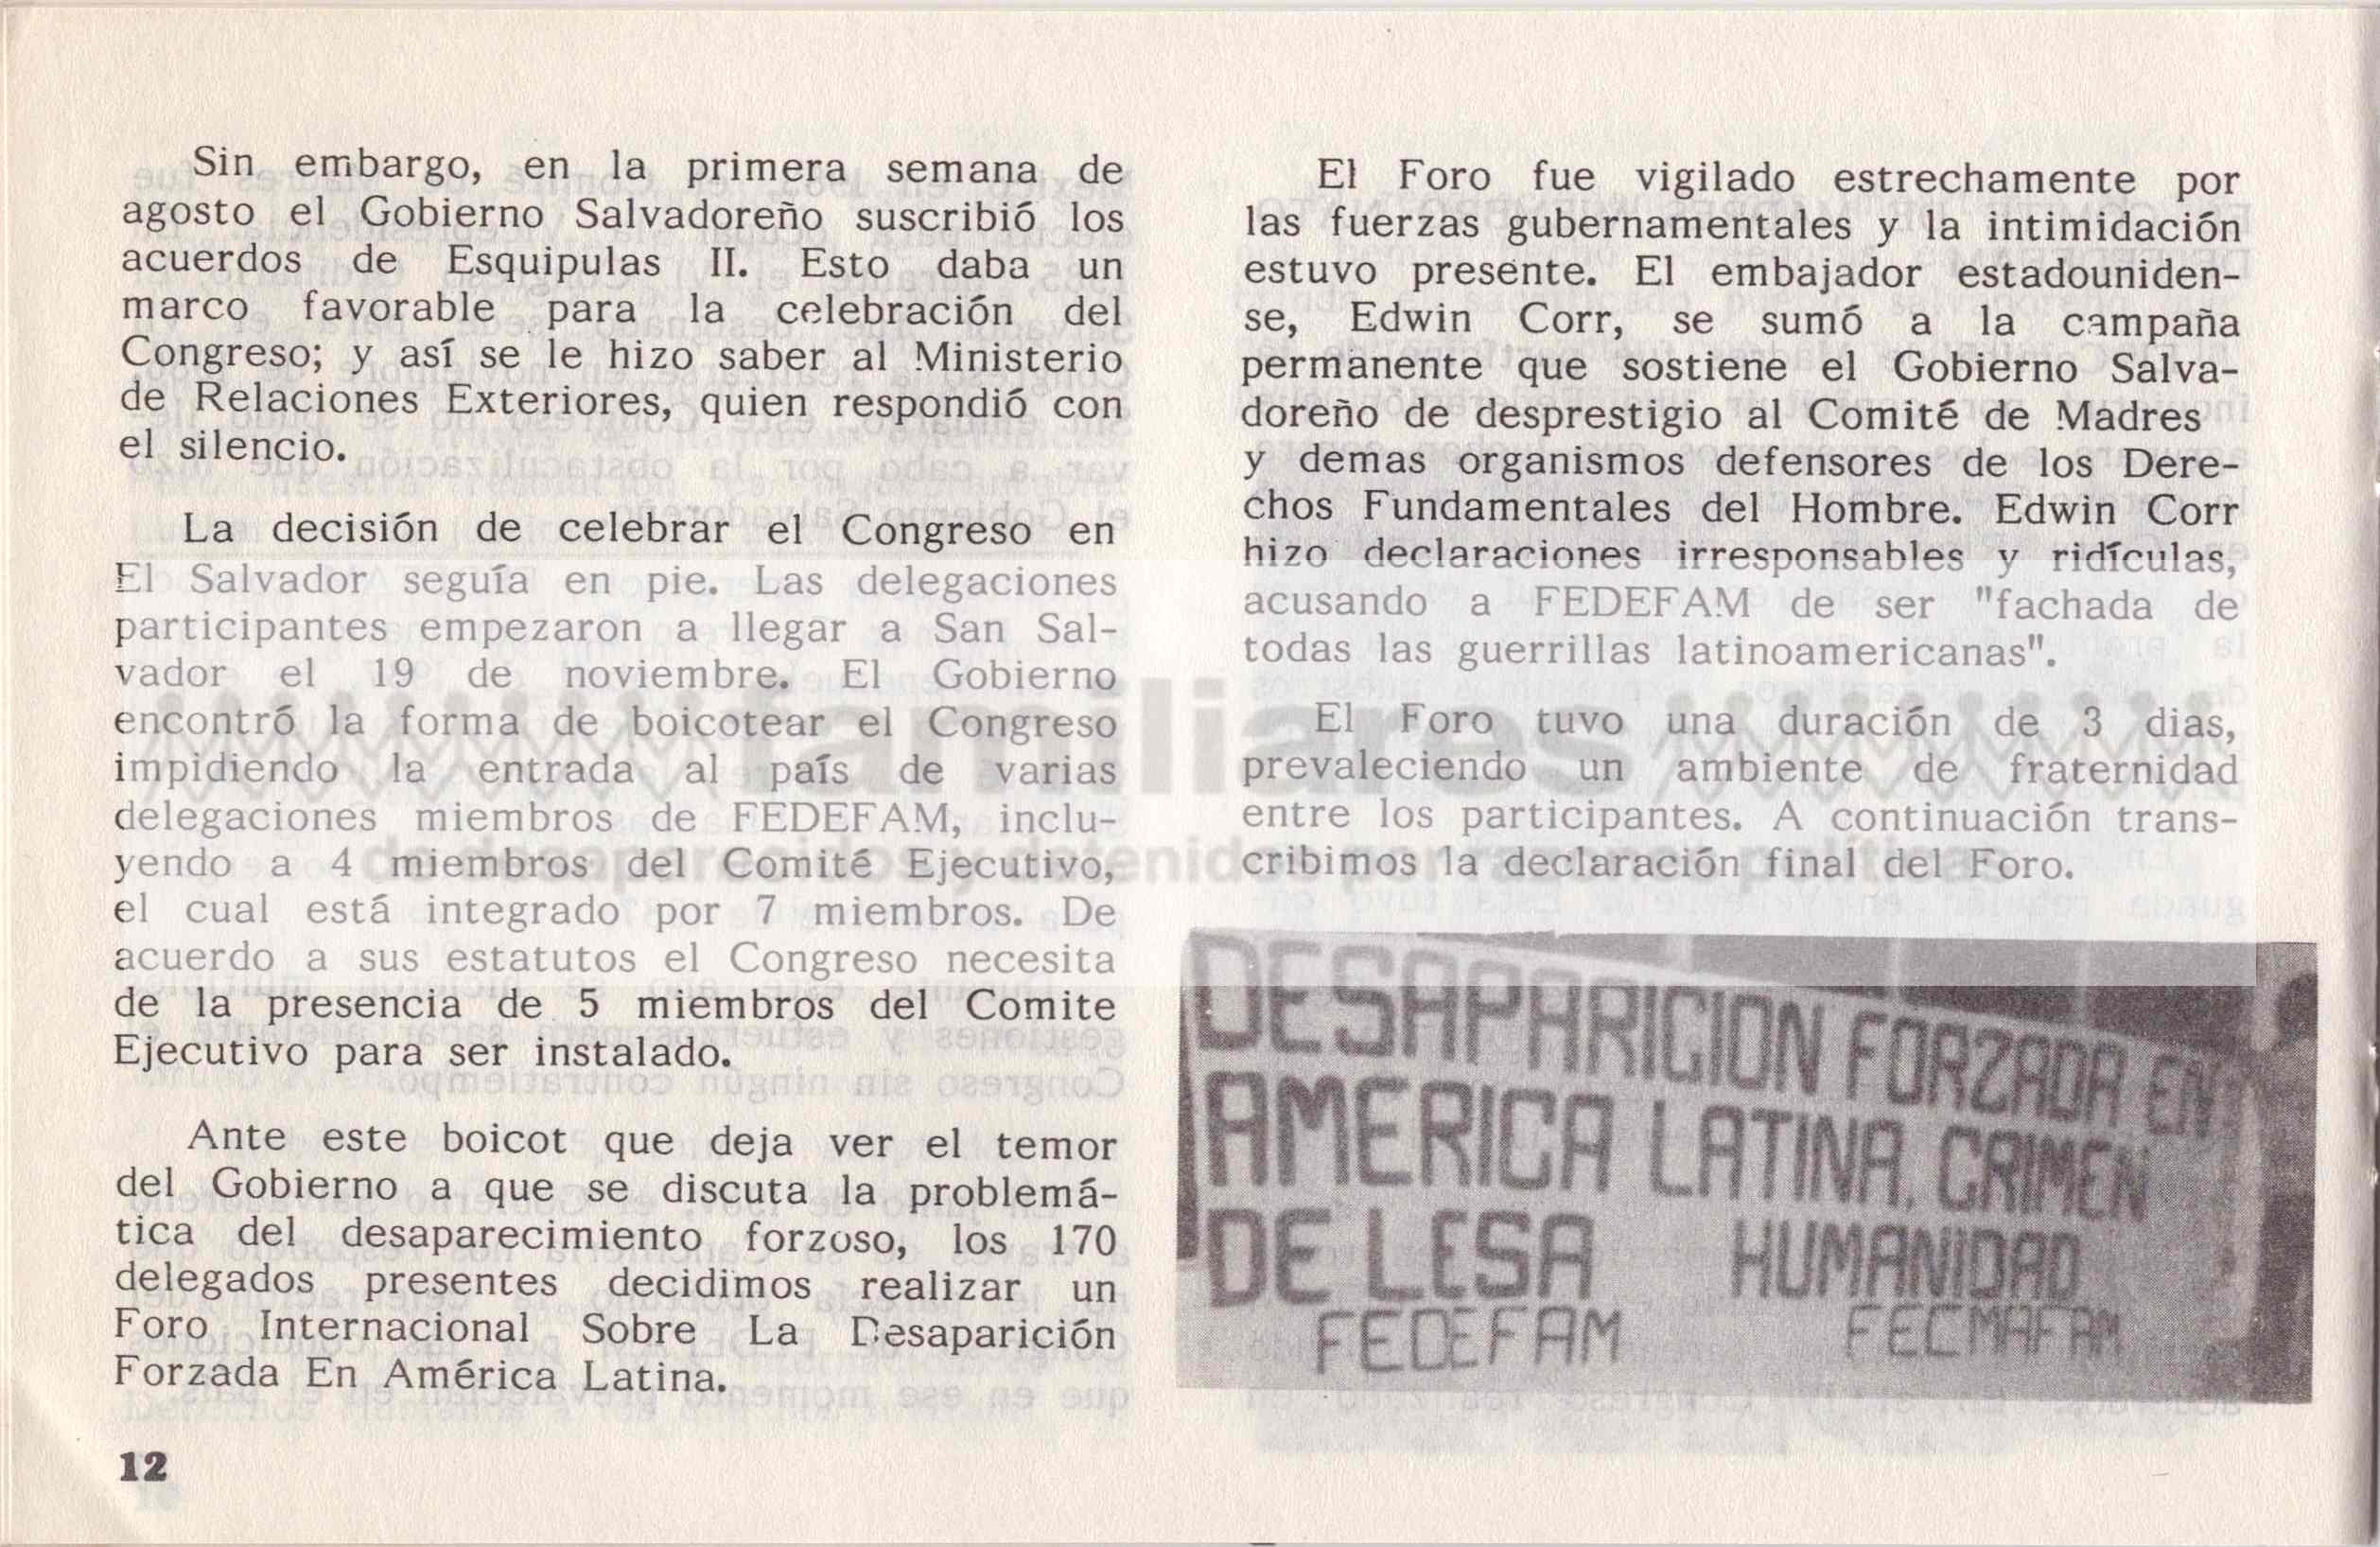 Sin embargo, en la primera semana de
agosto el Gobierno Salvadoreño suscribió los
acuerdos de Esquipulas II. Esto daba un
marco favorable para la celebración del
Congreso; y así se le hizo saber al Ministerio
de Relaciones Exteriores, quien respondió con
el silencio.
La decisión de celebrar el Congreso en
El Salvador seguía en pie. Las delegaciones
participantes empezaron a llegar a San Sal-
vador el 19 de noviembre. El Gobierno
encontró la forma de boicotear el Congreso
impidiendo la entrada al país de varias
delegaciones miembros de FEDEFAM, inclu-
yendo a 4 miembros del Comité Ejecutivo,
el cual está integrado por 7 miembros. De
acuerdo a sus estatutos el Congreso necesita
de la presencia de 5 miembros del Comite
Ejecutivo para ser instalado.
Ante este boicot que deja ver el temor
del Gobierno a que se discuta la problemá-
tica del desaparecimiento forzoso, los 170
delegados presentes decidimos realizar un
Foro Internacional Sobre La Desaparición
Forzada En América Latina.
12
El Foro fue vigilado estrechamente por
las fuerzas gubernamentales y la intimidación
estuvo presente. El embajador estadouniden-
se, Edwin Corr, se sumó a la campaña
permanente que sostiene el Gobierno Salva-
doreño de desprestigio al Comité de Madres
y demas organismos defensores de los Dere-
chos Fundamentales del Hombre. Edwin Corr
hizo declaraciones irresponsables y ridículas,
acusando a FEDEFAM de ser "fachada de
todas las guerrillas latinoamericanas".
El Foro tuvo una duración de 3 dias,
prevaleciendo un ambiente de fraternidad
entre los participantes. A continuación trans-
cribimos la declaración final del Foro.
DESAPARICION FORZADA EN
AMERICA LATINA, CRIMEN
DE LESA HUMANIDAD
FEDEFAM FECMAFAM
familiares
de desaparecidos y detenidos por razones políticas